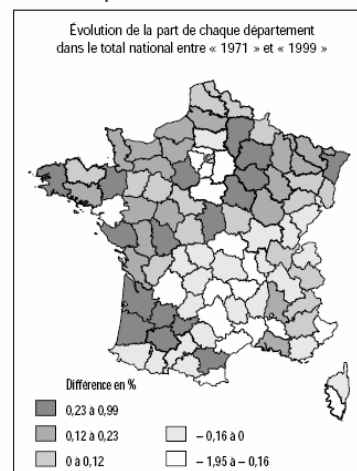 Évolution de la part de chaque département
dans le total national entre « 1971 » et « 1999 »
Différence en %
0,23 à 0,99
0,12 à 0,23
0 à 0,12
– 0,16 à 0
– 1,95 à – 0,16